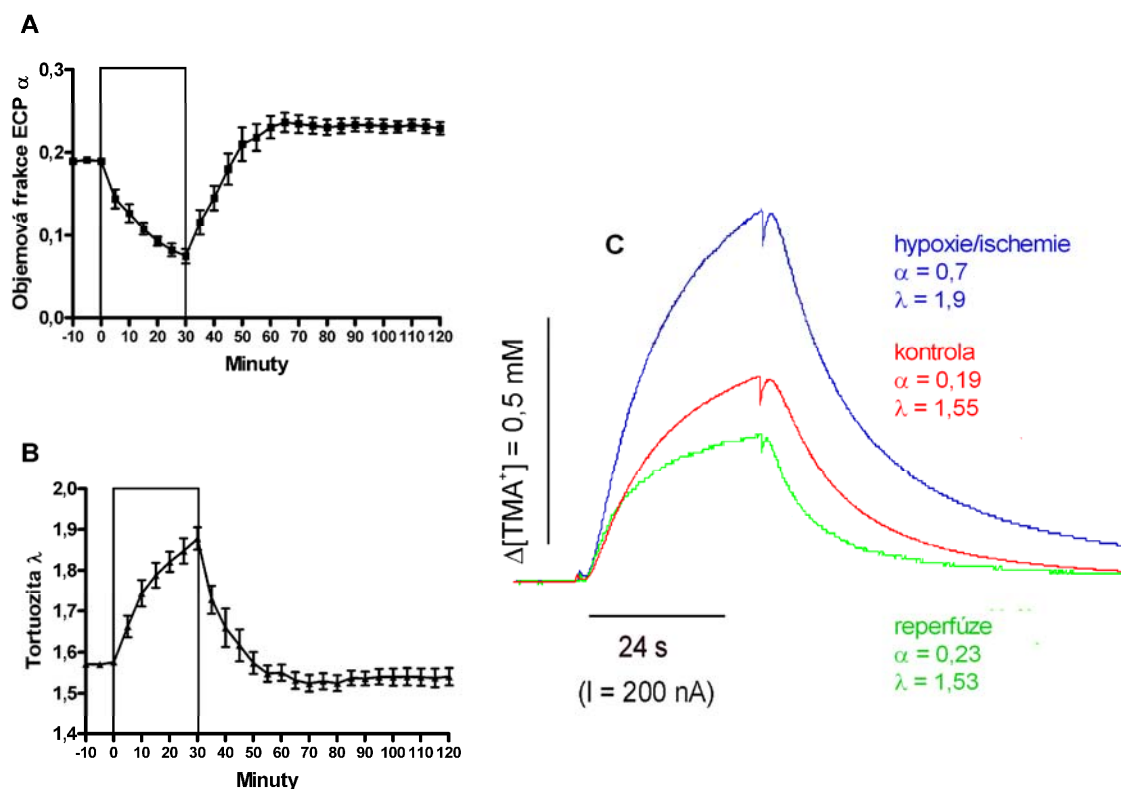 A
Objemová frakce ECP α
0,3
0,2
0,1
0,0
-10 0 10 20 30 40 50 60 70 80 90 100 110 120
Minuty
B
Tortuozita λ
2,0
1,9
1,8
1,7
1,6
1,5
1,4
-10 0 10 20 30 40 50 60 70 80 90 100 110 120
Minuty
C
Δ[TMA⁺] = 0,5 mM
24 s
(I = 200 nA)
hypoxie/ischemie
α = 0,7
λ = 1,9
kontrola
α = 0,19
λ = 1,55
reperfúze
α = 0,23
λ = 1,53